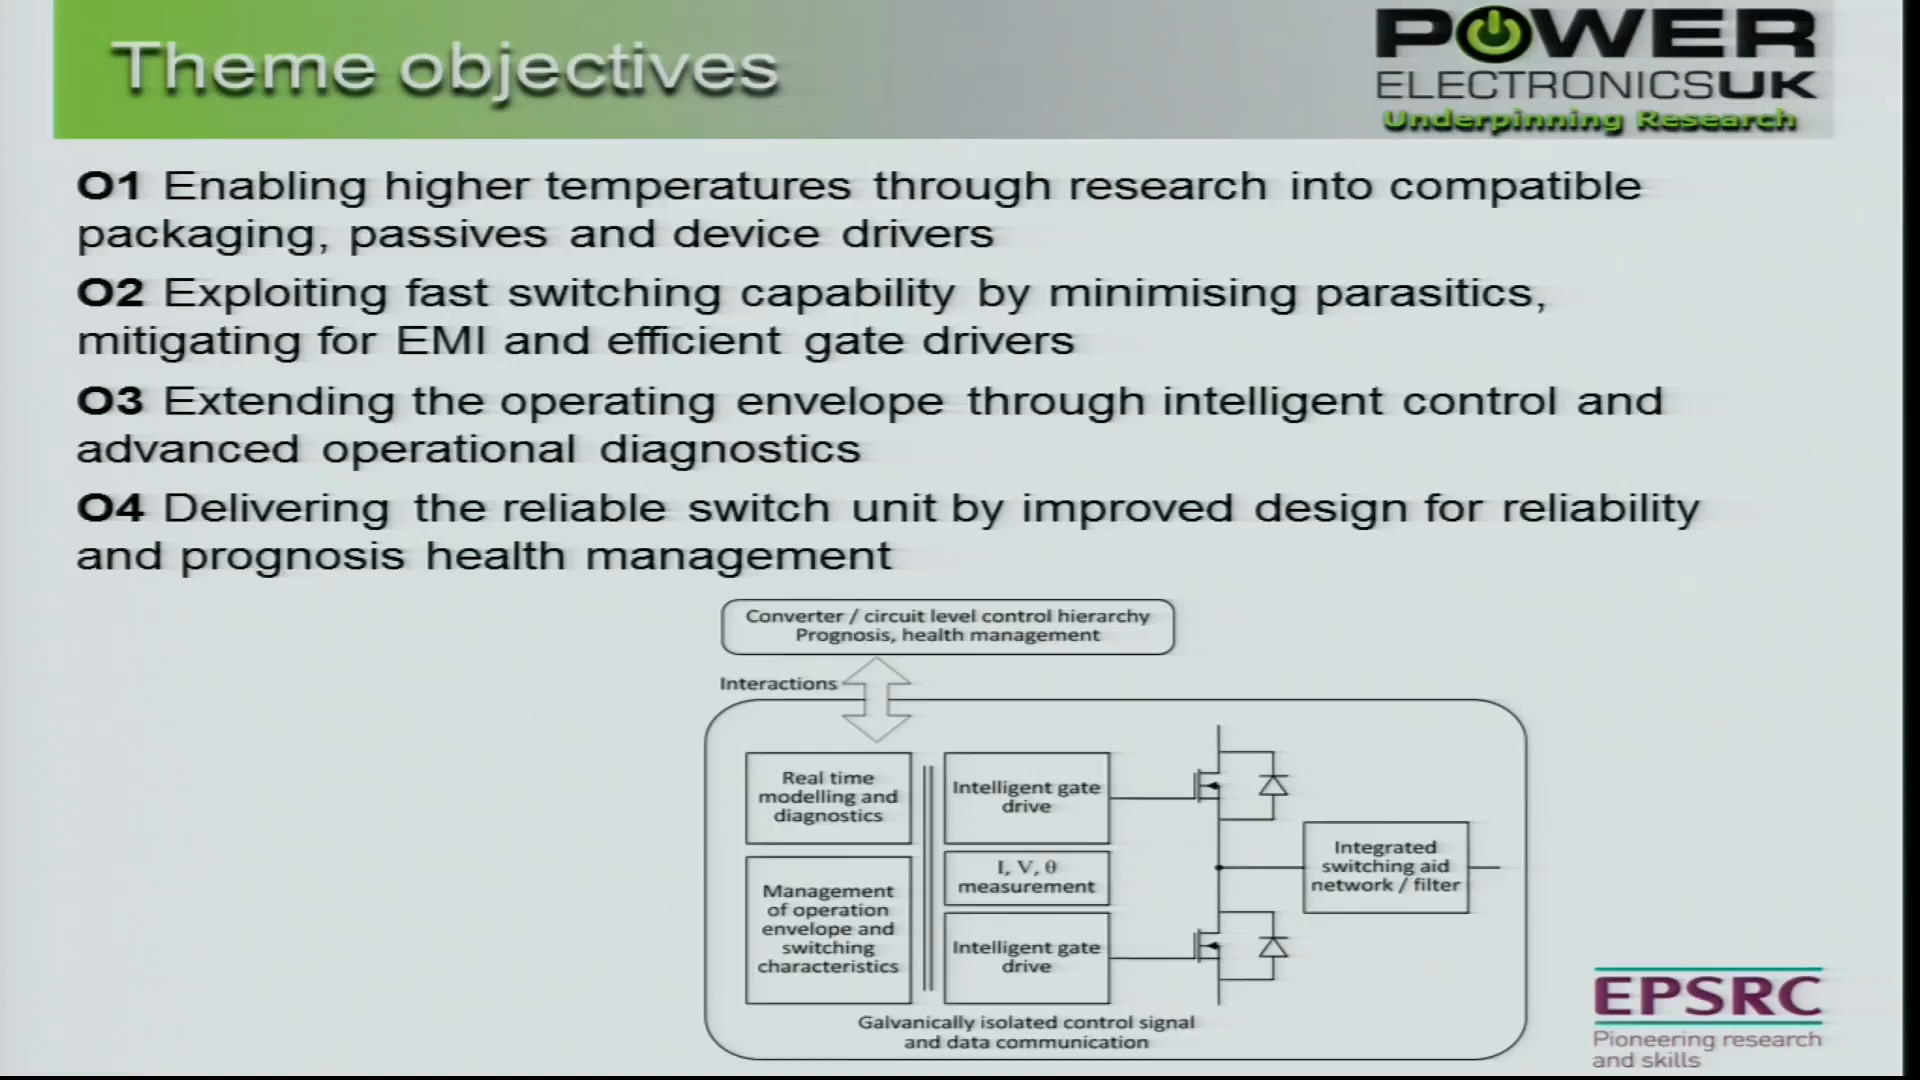 Theme objectives
POWER
ELECTRONICSUK
Underpinning Research
O1 Enabling higher temperatures through research into compatible
packaging, passives and device drivers
O2 Exploiting fast switching capability by minimising parasitics,
mitigating for EMI and efficient gate drivers
O3 Extending the operating envelope through intelligent control and
advanced operational diagnostics
O4 Delivering the reliable switch unit by improved design for reliability
and prognosis health management
Converter / circuit level control hierarchy
Prognosis, health management
Interactions
Real time
modelling and
diagnostics
Management
of operation
envelope and
switching
characteristics
Intelligent gate
drive
I, V, θ
measurement
Intelligent gate
drive
Integrated
switching aid
network / filter
Galvanically isolated control signal
and data communication
EPSRC
Pioneering research
and skills